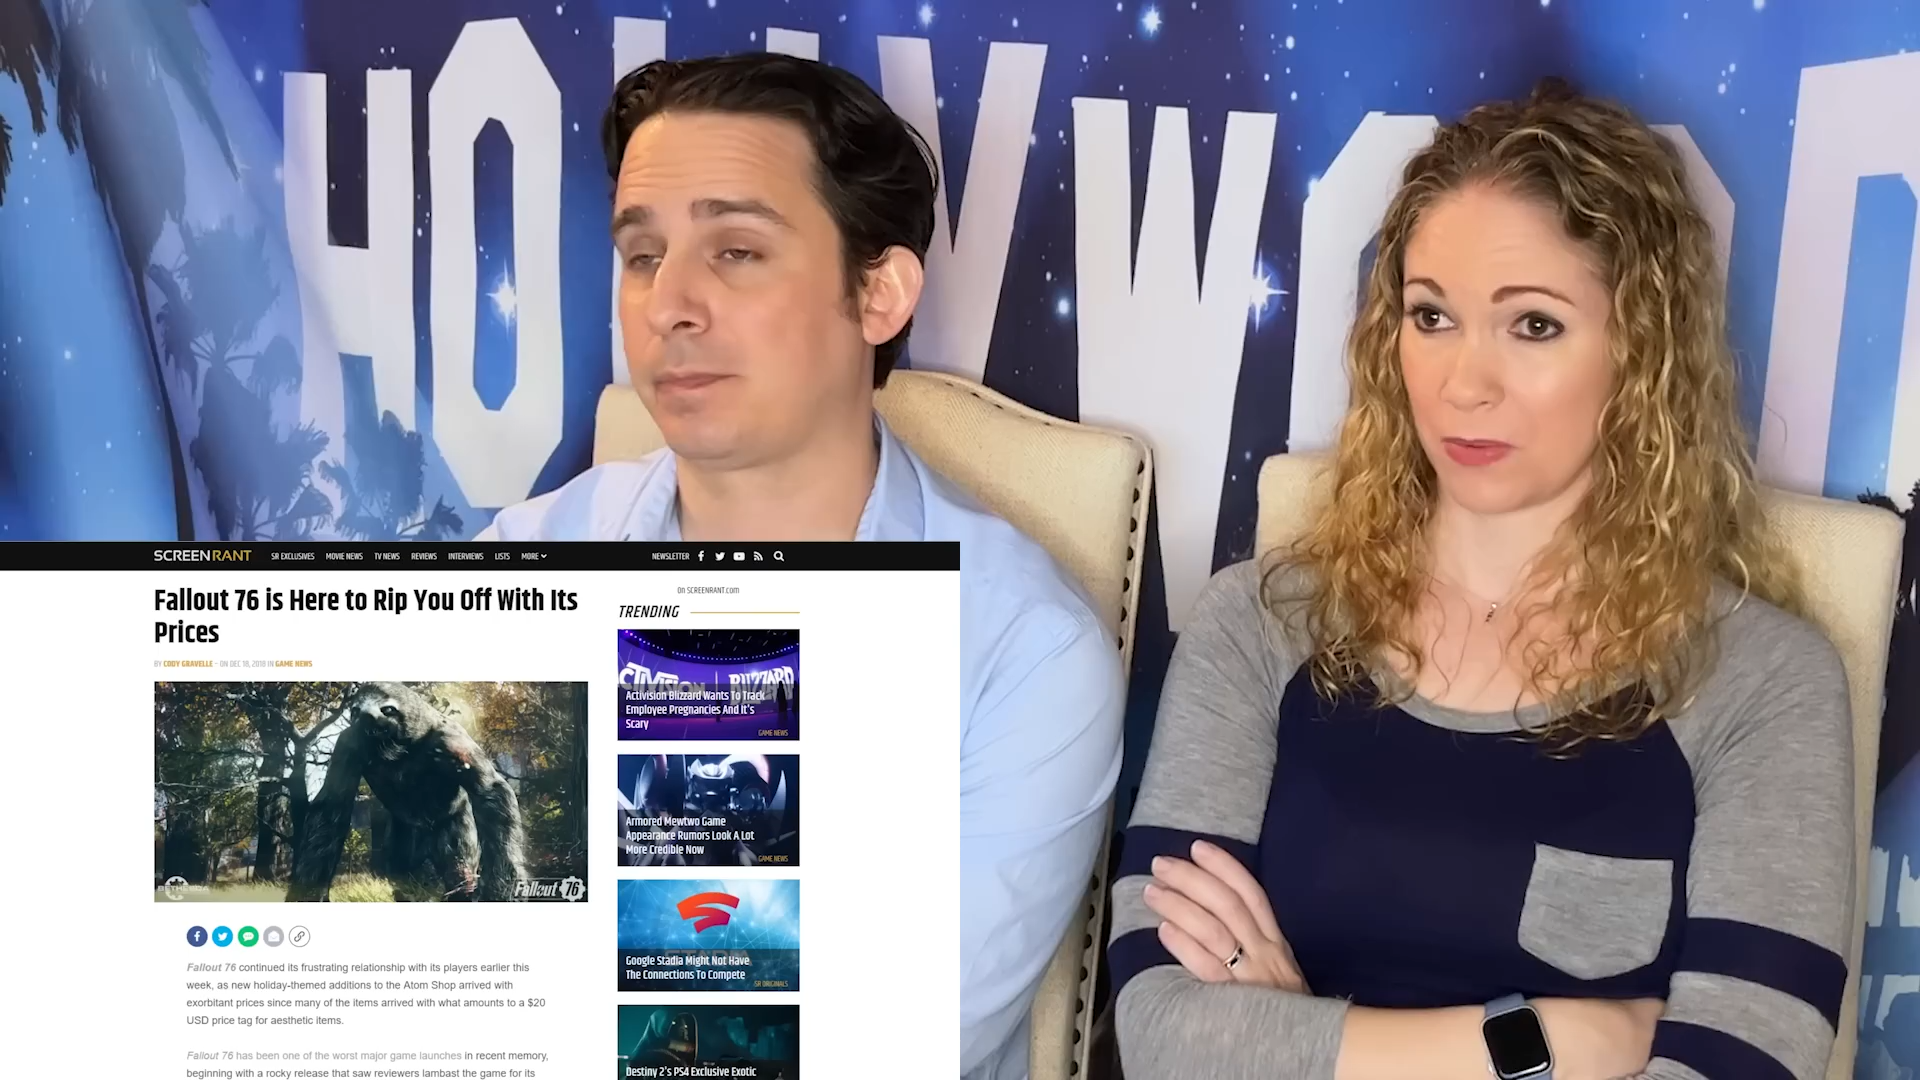 HOLLYWOOD
SCREENRANT
SR EXCLUSIVES MOVIE NEWS TV NEWS REVIEWS INTERVIEWS LISTS MORE
NEWSLETTER
Fallout 76 is Here to Rip You Off With Its
Prices
BY CODY GRAVELLE – ON DEC 18, 2018 IN GAME NEWS
BETHESDA
Fallout 76
Fallout 76 continued its frustrating relationship with its players earlier this
week, as new holiday-themed additions to the Atom Shop arrived with
exorbitant prices since many of the items arrived with what amounts to a $20
USD price tag for aesthetic items.
Fallout 76 has been one of the worst major game launches in recent memory,
beginning with a rocky release that saw reviewers lambast the game for its
On SCREENRANT.com
TRENDING
CTIVISION BLIZZARD
Activision Blizzard Wants To Track
Employee Pregnancies And It's
Scary
GAME NEWS
Armored Mewtwo Game
Appearance Rumors Look A Lot
More Credible Now
GAME NEWS
Google Stadia Might Not Have
The Connections To Compete
SR ORIGINALS
Destiny 2's PS4 Exclusive Exotic